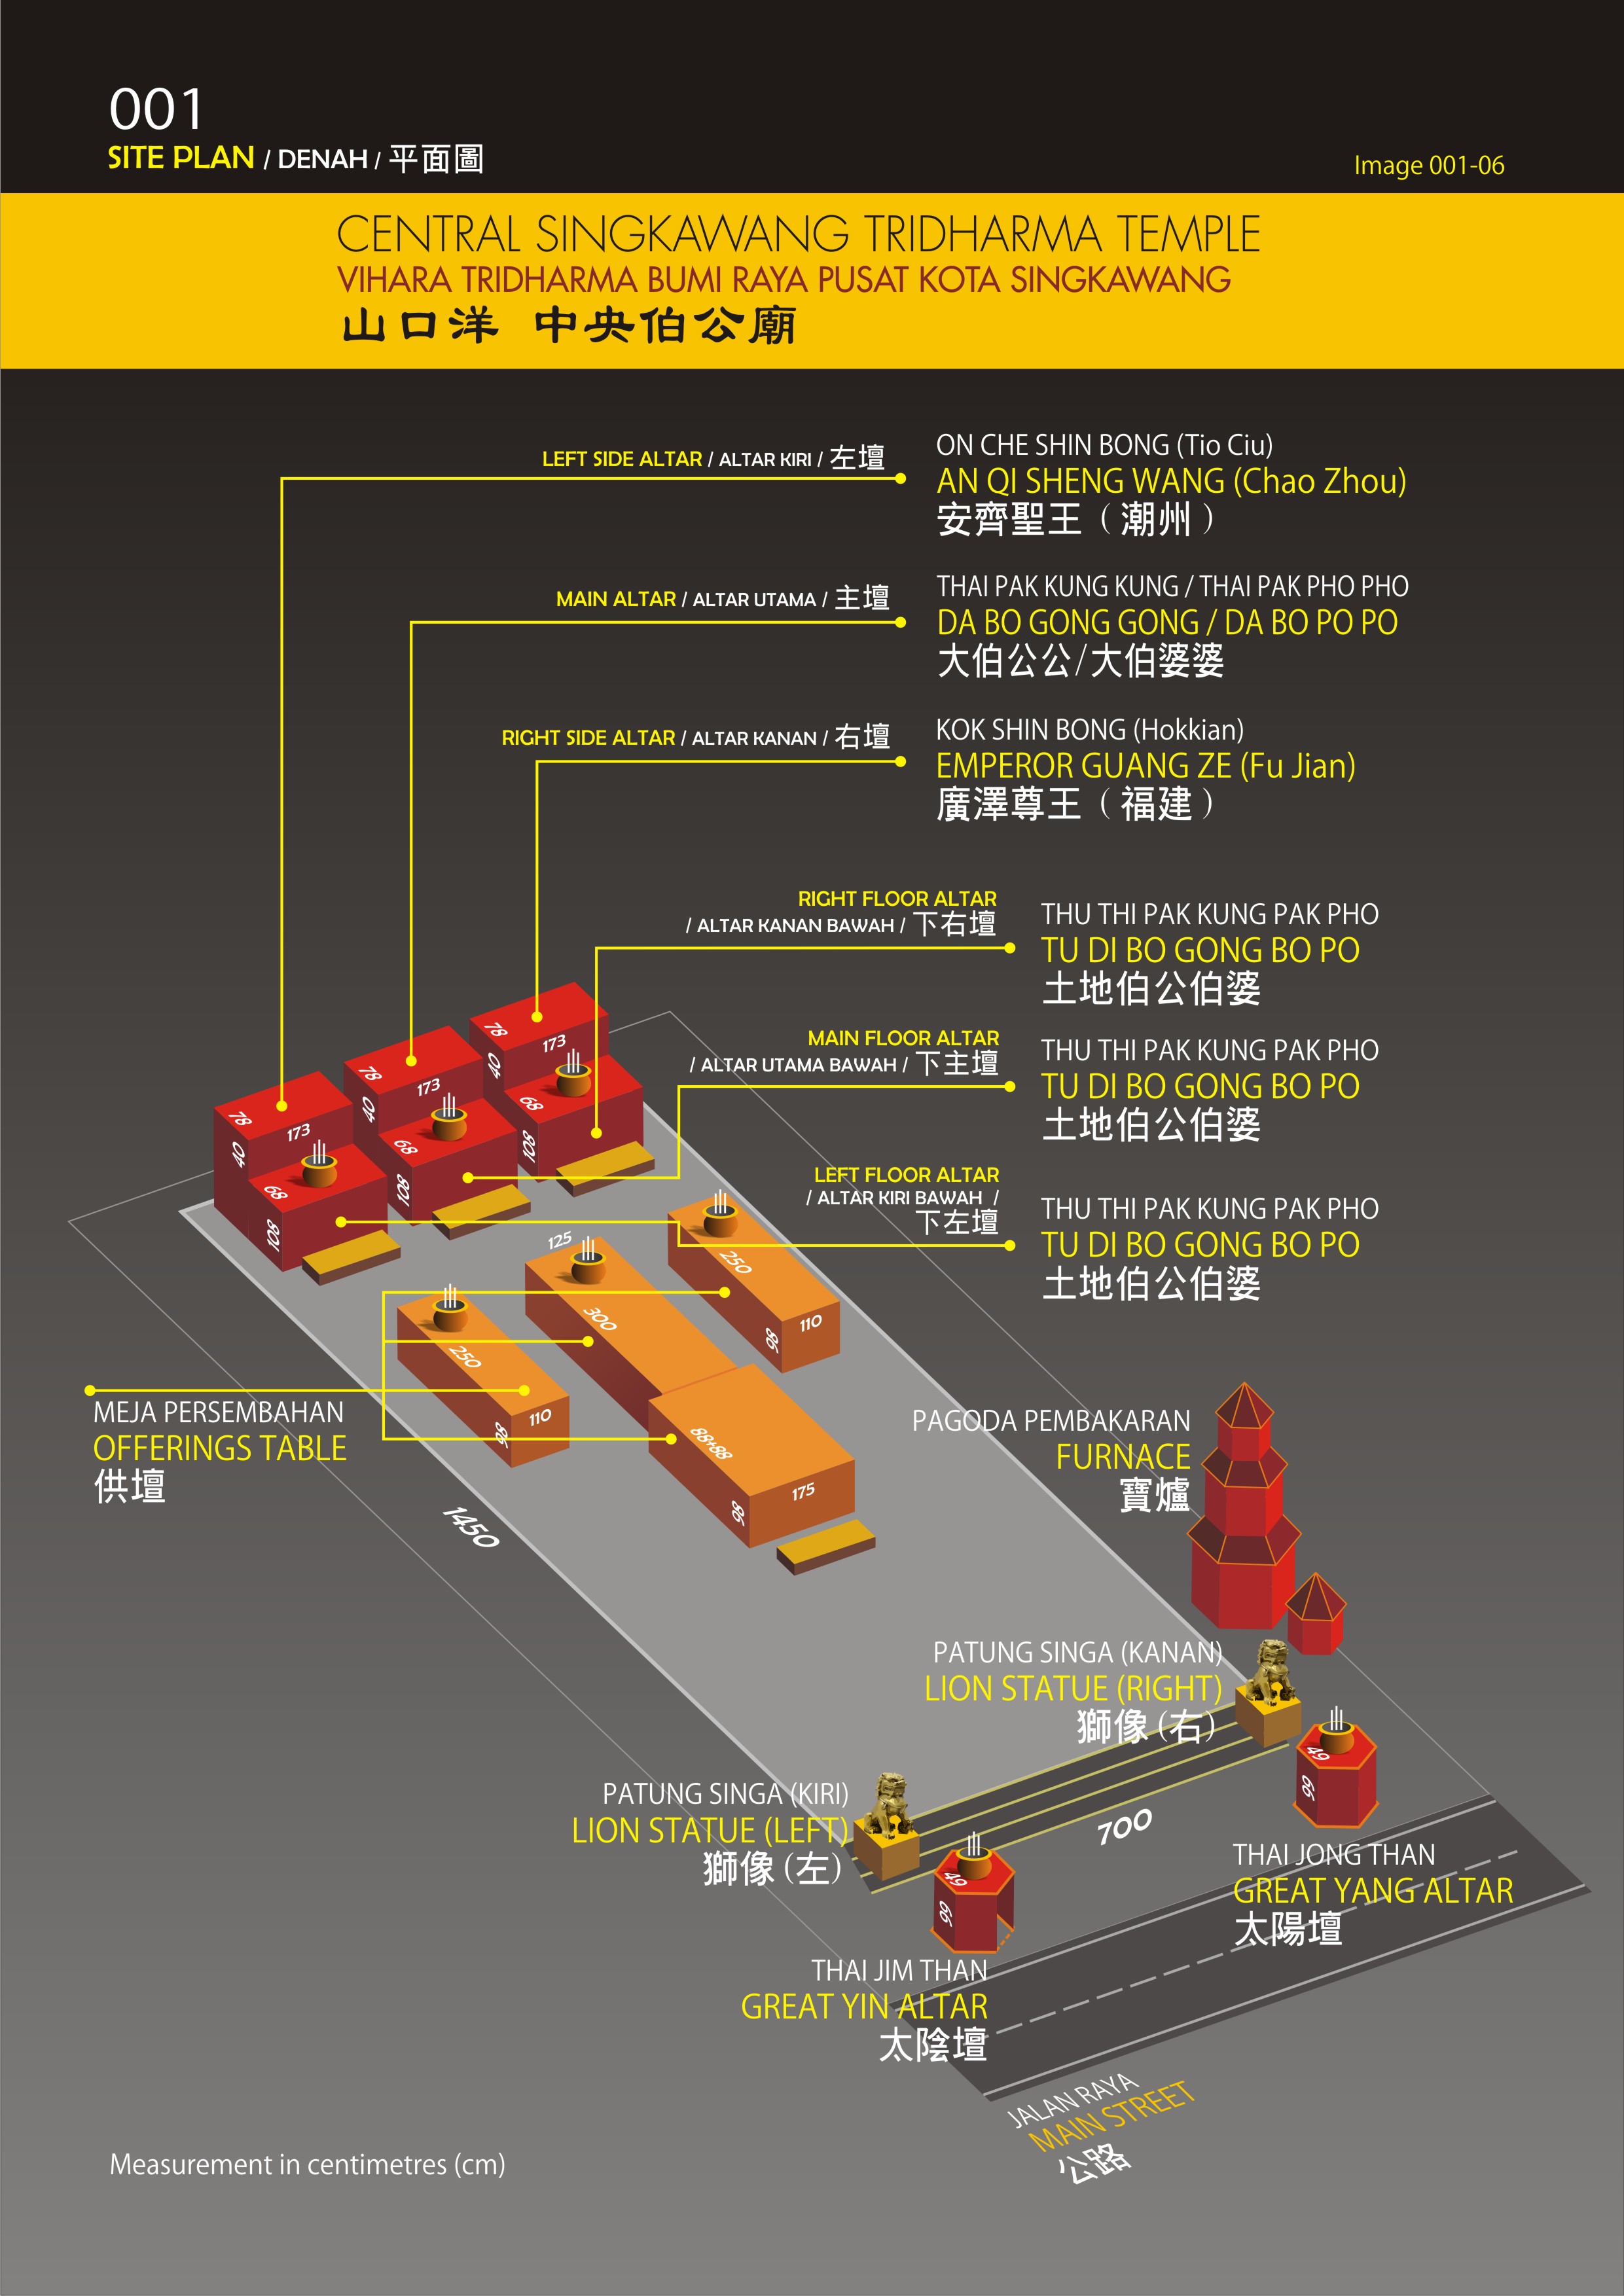 001
SITE PLAN / DENAH / 平面圖
Image 001-06
CENTRAL SINGKAWANG TRIDHARMA TEMPLE
VIHARA TRIDHARMA BUMI RAYA PUSAT KOTA SINGKAWANG
山口洋 中央伯公廟
LEFT SIDE ALTAR / ALTAR KIRI / 左壇
ON CHE SHIN BONG (Tio Ciu)
AN QI SHENG WANG (Chao Zhou)
安齊聖王（潮州）
MAIN ALTAR / ALTAR UTAMA / 主壇
THAI PAK KUNG KUNG / THAI PAK PHO PHO
DA BO GONG GONG / DA BO PO PO
大伯公公/大伯婆婆
RIGHT SIDE ALTAR / ALTAR KANAN / 右壇
KOK SHIN BONG (Hokkian)
EMPEROR GUANG ZE (Fu Jian)
廣澤尊王（福建）
RIGHT FLOOR ALTAR
/ ALTAR KANAN BAWAH / 下右壇
THU THI PAK KUNG PAK PHO
TU DI BO GONG BO PO
土地伯公伯婆
MAIN FLOOR ALTAR
/ ALTAR UTAMA BAWAH / 下主壇
THU THI PAK KUNG PAK PHO
TU DI BO GONG BO PO
土地伯公伯婆
LEFT FLOOR ALTAR
/ ALTAR KIRI BAWAH /
下左壇
THU THI PAK KUNG PAK PHO
TU DI BO GONG BO PO
土地伯公伯婆
78
173
40
68
108
78
173
40
68
108
78
173
40
68
108
250
110
98
125
300
250
110
98
88+88
175
98
MEJA PERSEMBAHAN
OFFERINGS TABLE
供壇
1450
PAGODA PEMBAKARAN
FURNACE
寶爐
PATUNG SINGA (KANAN)
LION STATUE (RIGHT)
獅像(右)
49
99
PATUNG SINGA (KIRI)
LION STATUE (LEFT)
獅像(左)
700
49
99
THAI JONG THAN
GREAT YANG ALTAR
太陽壇
THAI JIM THAN
GREAT YIN ALTAR
太陰壇
JALAN RAYA
MAIN STREET
公路
Measurement in centimetres (cm)